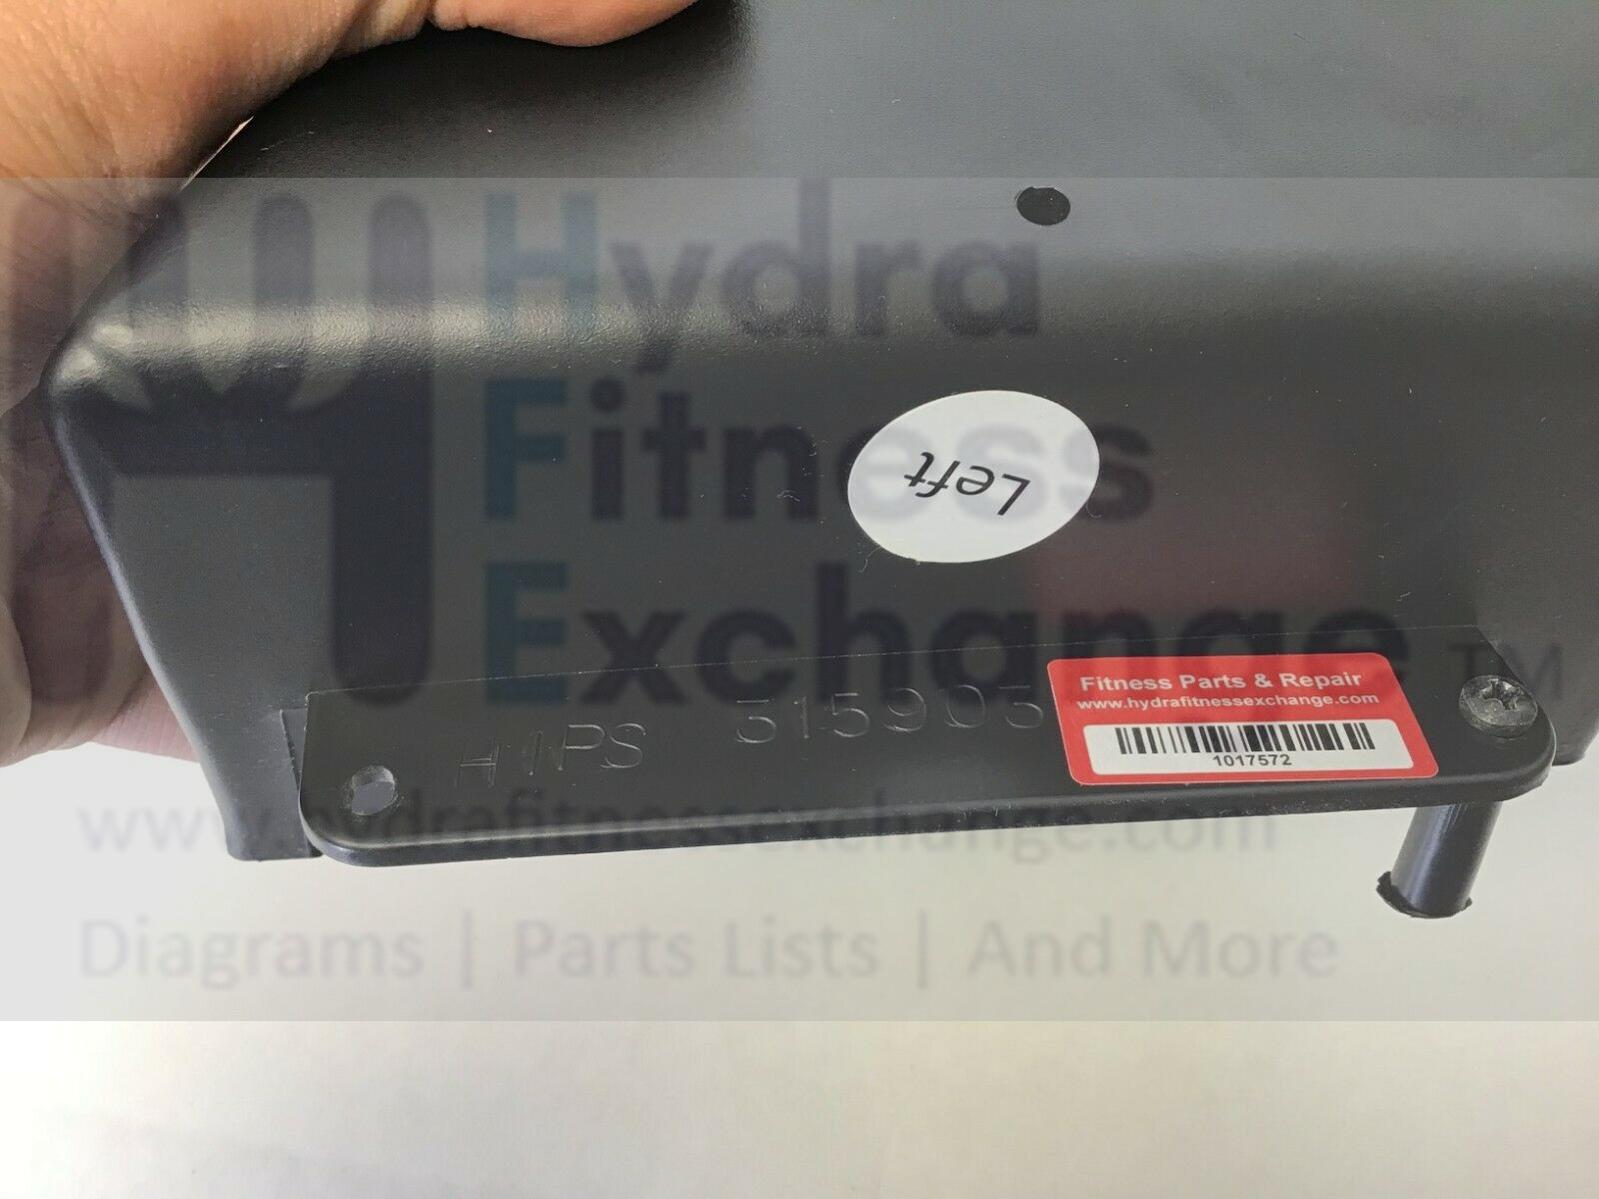 Hydra
Fitness
Exchange TM
Left
HIPS 315903
Fitness Parts & Repair
www.hydrafitnessexchange.com
1017572
www.hydrafitnessexchange.com
Diagrams | Parts Lists | And More